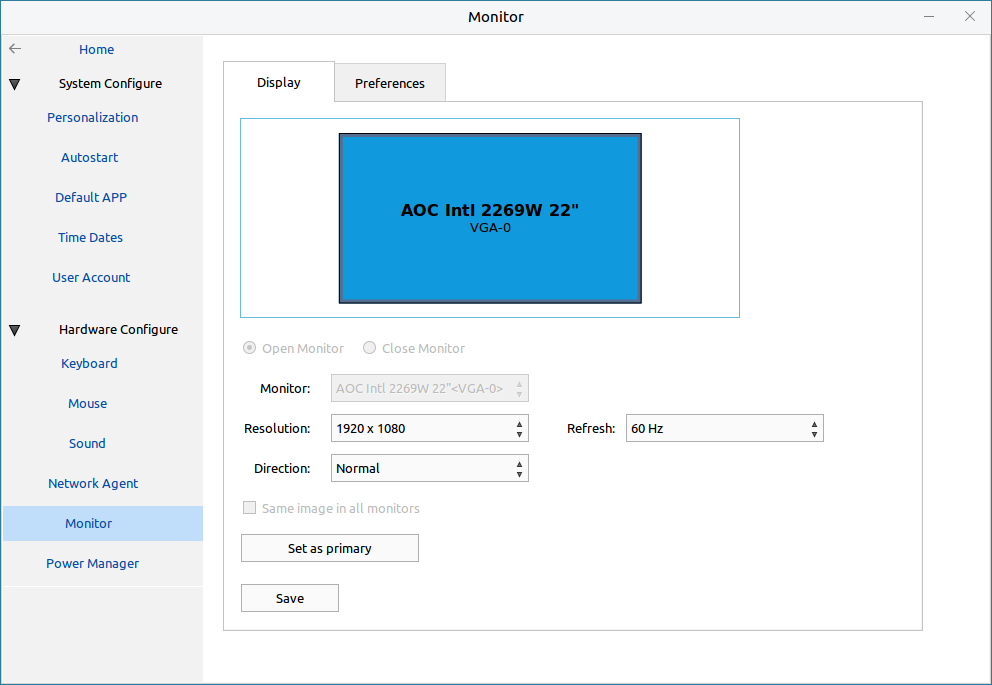 Monitor
Home
System Configure
Personalization
Autostart
Default APP
Time Dates
User Account
Hardware Configure
Keyboard
Mouse
Sound
Network Agent
Monitor
Power Manager
Display
Preferences
AOC Intl 2269W 22"
VGA-0
Open Monitor
Close Monitor
Monitor:
AOC Intl 2269W 22"<VGA-0>
Resolution:
1920 x 1080
Refresh:
60 Hz
Direction:
Normal
Same image in all monitors
Set as primary
Save